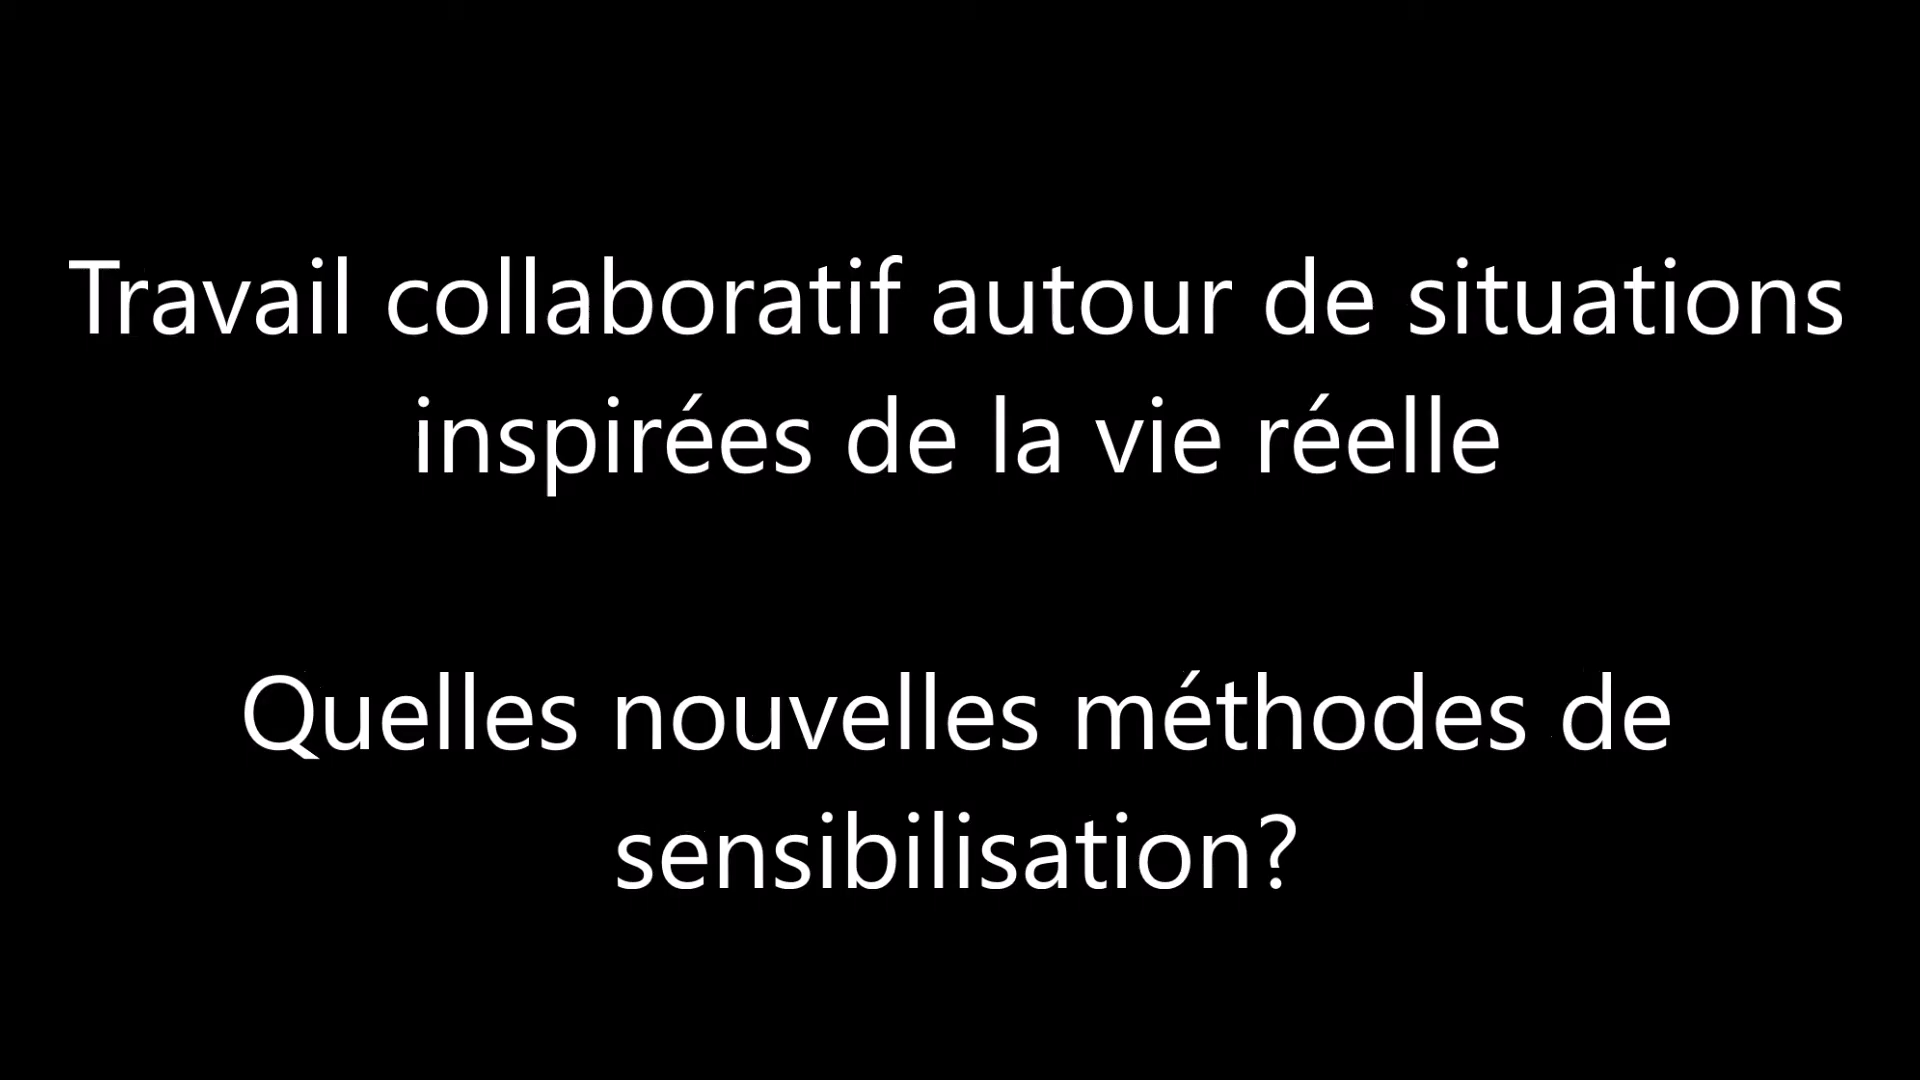 Travail collaboratif autour de situations
inspirées de la vie réelle
Quelles nouvelles méthodes de
sensibilisation?